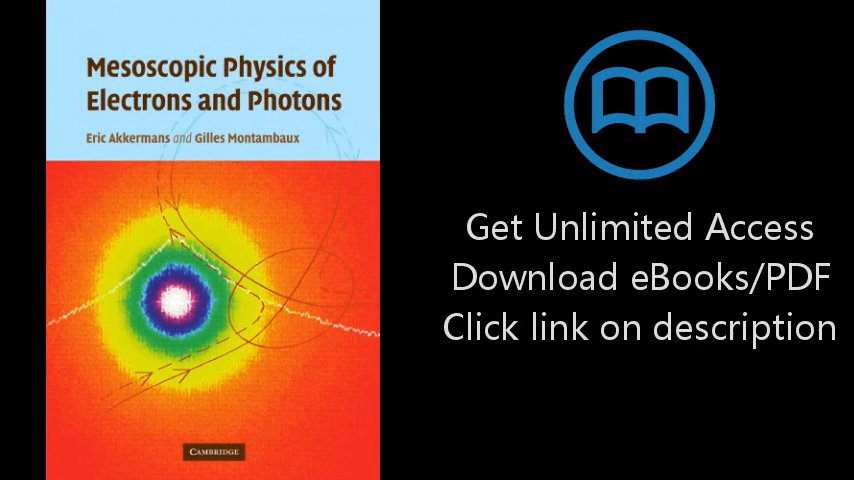 Mesoscopic Physics of
Electrons and Photons
Eric Akkermans and Gilles Montambaux
CAMBRIDGE
Get Unlimited Access
Download eBooks/PDF
Click link on description